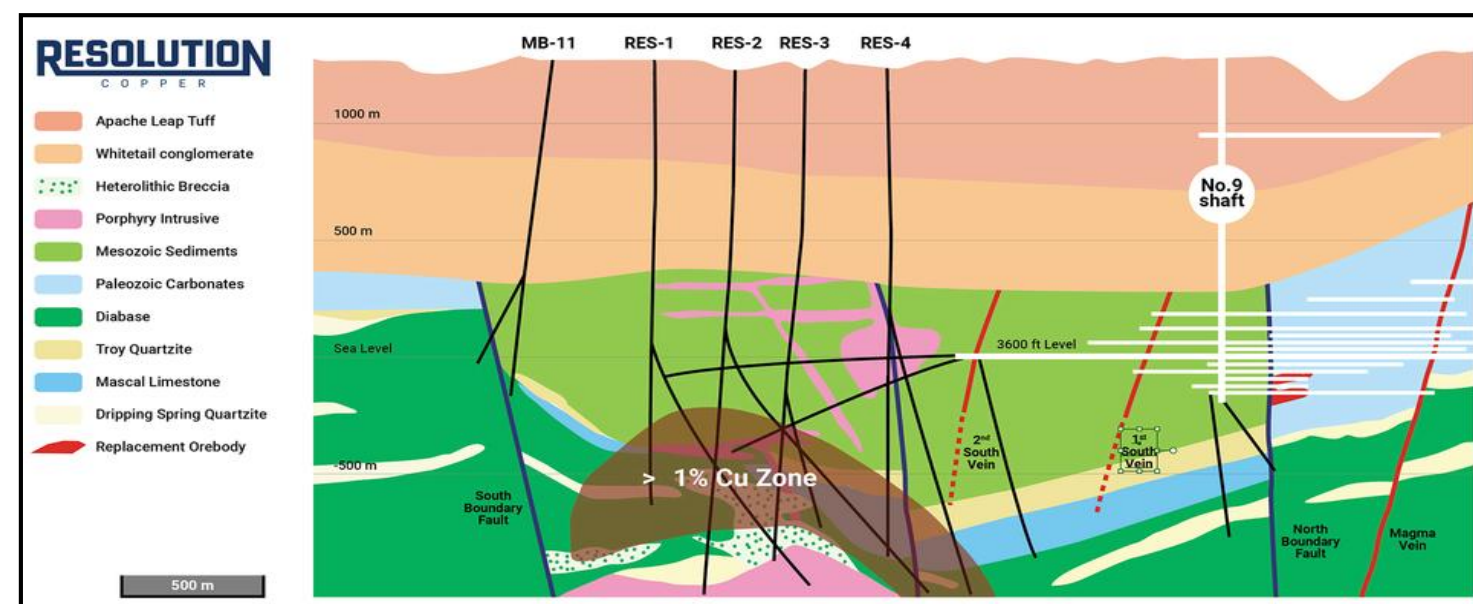 RESOLUTION
COPPER
MB-11
RES-1
RES-2
RES-3
RES-4
Apache Leap Tuff
Whitetail conglomerate
Heterolithic Breccia
Porphyry Intrusive
Mesozoic Sediments
Paleozoic Carbonates
Diabase
Troy Quartzite
Mascal Limestone
Dripping Spring Quartzite
Replacement Orebody
500 m
1000 m
500 m
Sea Level
-500 m
No.9
shaft
3600 ft Level
2nd
South
Vein
1st
South
Vein
> 1% Cu Zone
South
Boundary
Fault
North
Boundary
Fault
Magma
Vein